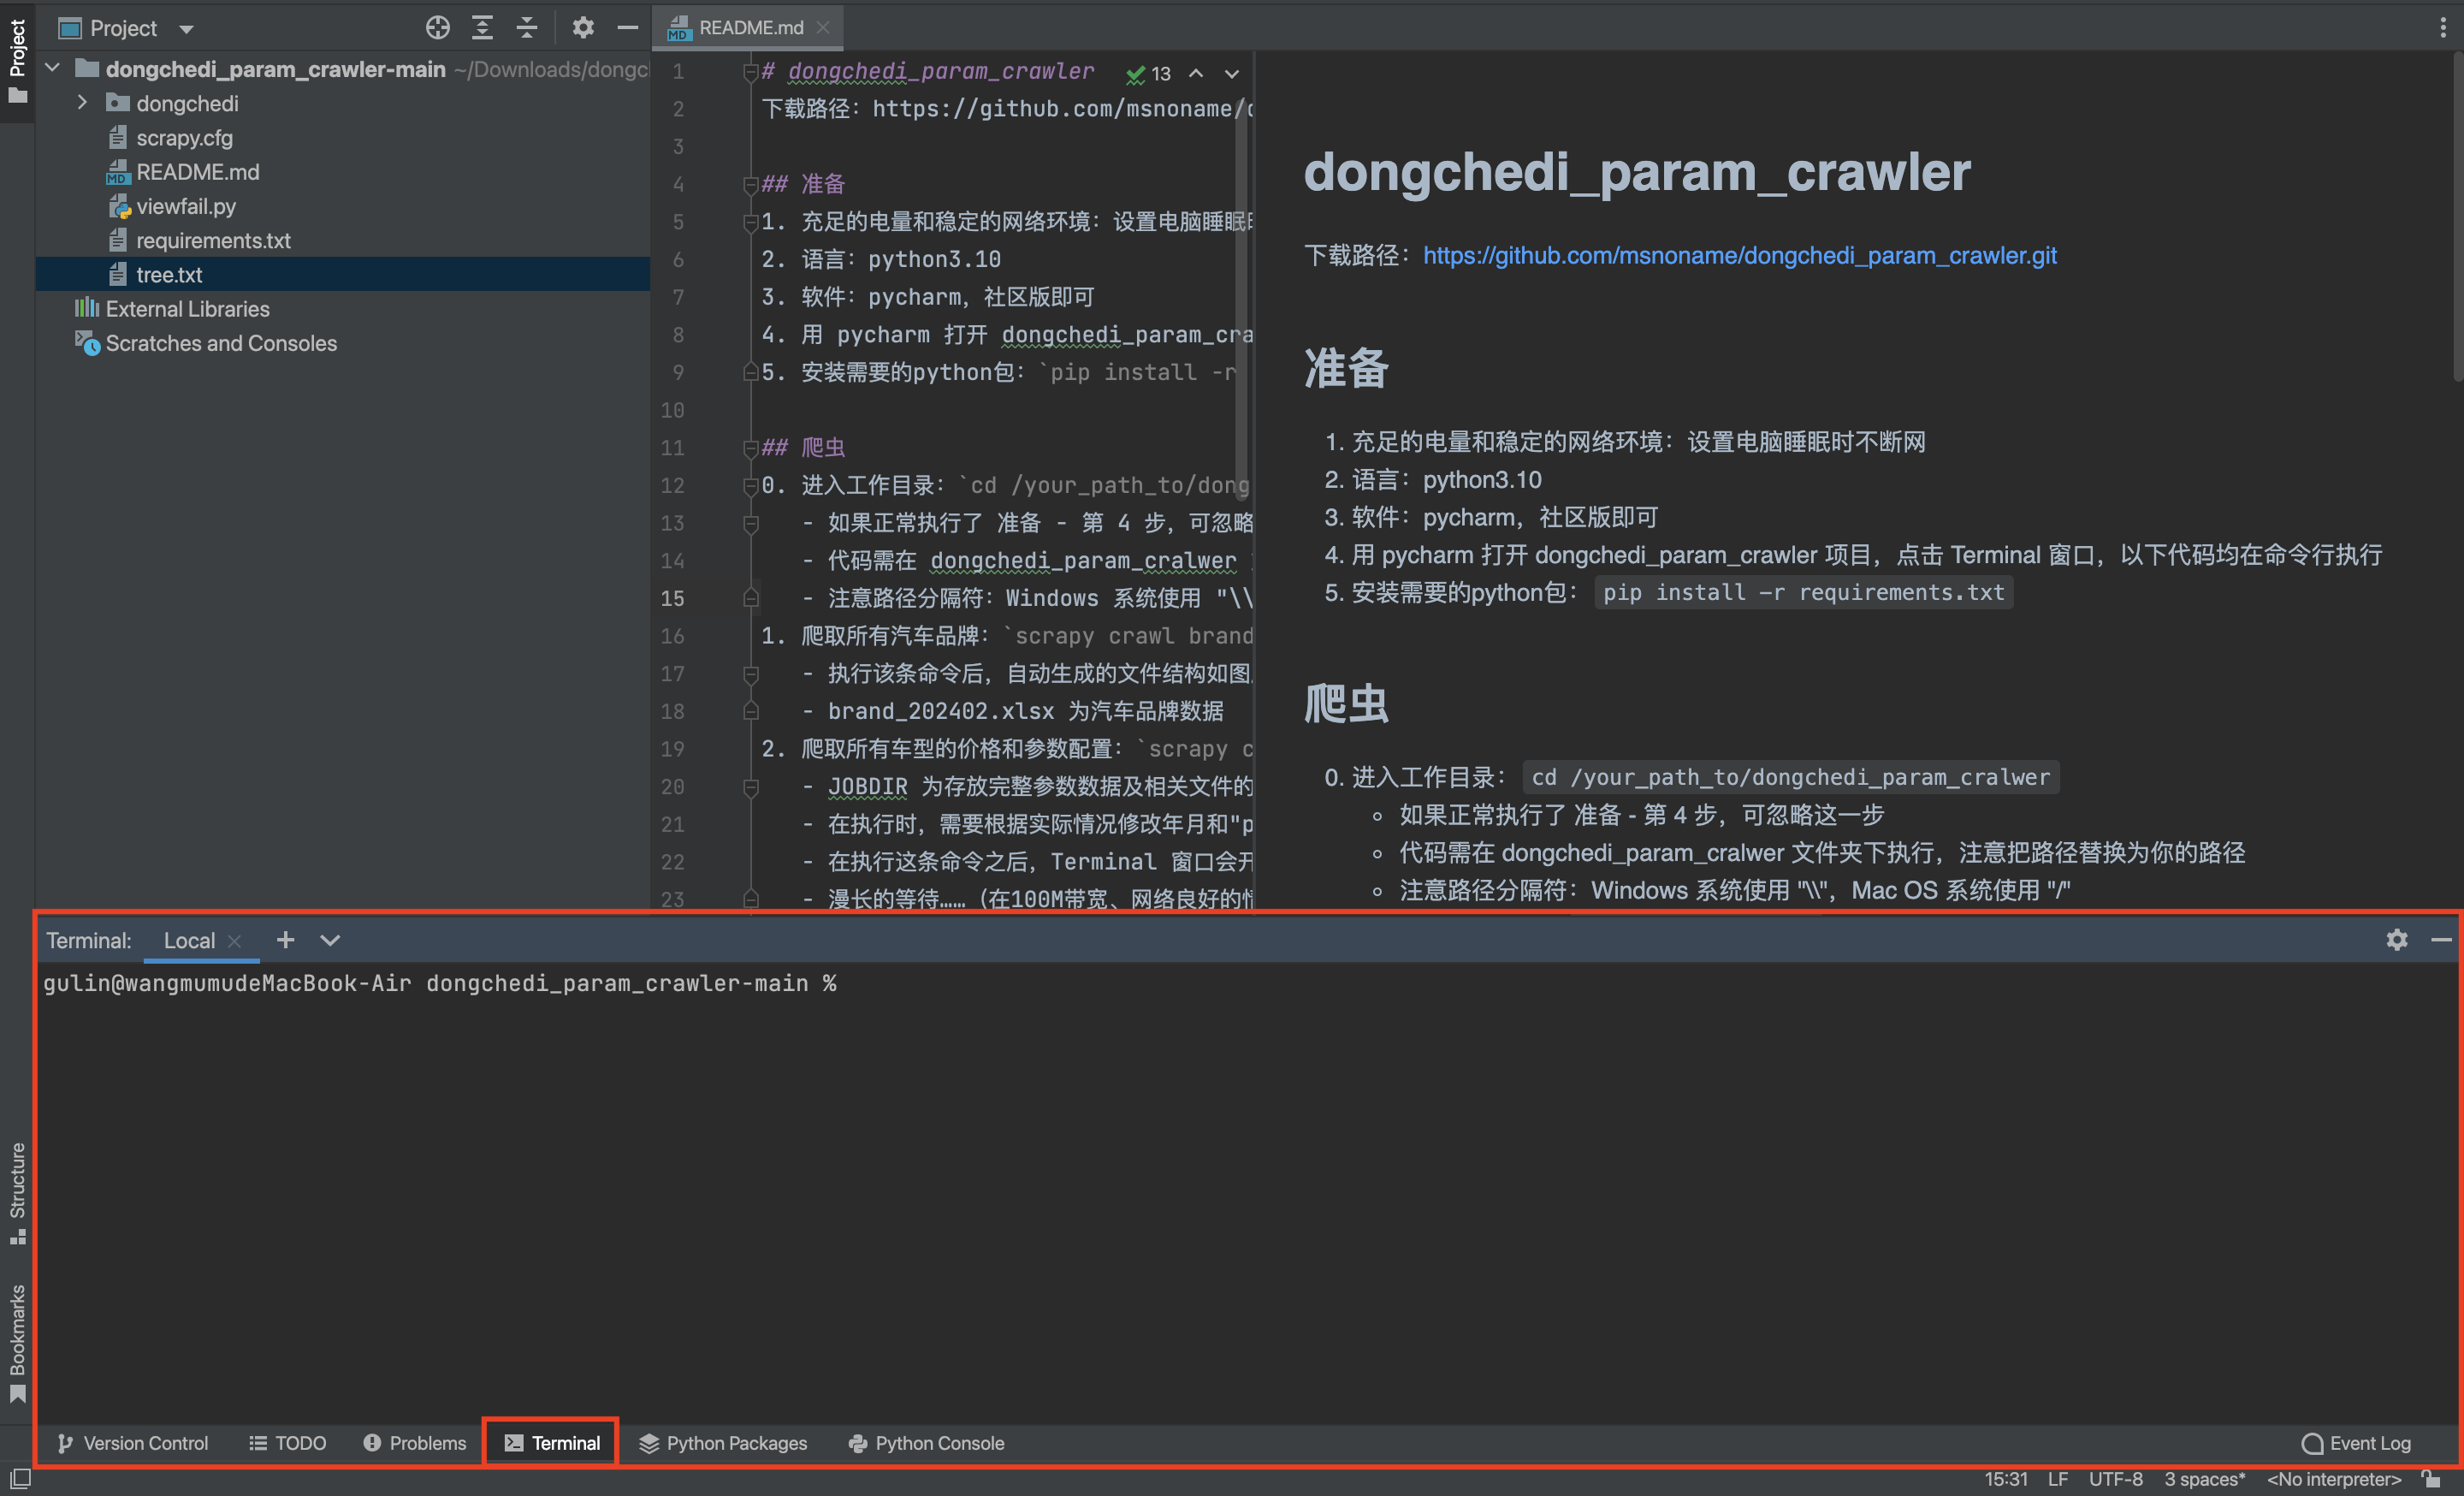 Project
Project
dongchedi_param_crawler-main ~/Downloads/dongc
dongchedi
scrapy.cfg
README.md
viewfail.py
requirements.txt
tree.txt
External Libraries
Scratches and Consoles
README.md
13
1 # dongchedi_param_crawler
2 下载路径：https://github.com/msnoname/d
3
4 ## 准备
5 1. 充足的电量和稳定的网络环境：设置电脑睡眠时
6 2. 语言：python3.10
7 3. 软件：pycharm，社区版即可
8 4. 用 pycharm 打开 dongchedi_param_cra
9 5. 安装需要的python包：`pip install -r
10
11 ## 爬虫
12 0. 进入工作目录：`cd /your_path_to/dong
13 - 如果正常执行了 准备 - 第 4 步，可忽略
14 - 代码需在 dongchedi_param_cralwer
15 - 注意路径分隔符：Windows 系统使用 "\\
16 1. 爬取所有汽车品牌：`scrapy crawl brand
17 - 执行该条命令后，自动生成的文件结构如图
18 - brand_202402.xlsx 为汽车品牌数据
19 2. 爬取所有车型的价格和参数配置：`scrapy c
20 - JOBDIR 为存放完整参数数据及相关文件的
21 - 在执行时，需要根据实际情况修改年月和"p
22 - 在执行这条命令之后，Terminal 窗口会开
23 - 漫长的等待……（在100M带宽、网络良好的情
dongchedi_param_crawler
下载路径：https://github.com/msnoname/dongchedi_param_crawler.git
准备
1. 充足的电量和稳定的网络环境：设置电脑睡眠时不断网
2. 语言：python3.10
3. 软件：pycharm，社区版即可
4. 用 pycharm 打开 dongchedi_param_crawler 项目，点击 Terminal 窗口，以下代码均在命令行执行
5. 安装需要的python包： pip install -r requirements.txt
爬虫
0. 进入工作目录： cd /your_path_to/dongchedi_param_cralwer
如果正常执行了 准备 - 第 4 步，可忽略这一步
代码需在 dongchedi_param_cralwer 文件夹下执行，注意把路径替换为你的路径
注意路径分隔符：Windows 系统使用 "\\"，Mac OS 系统使用 "/"
Terminal: Local
gulin@wangmumudeMacBook-Air dongchedi_param_crawler-main %
Structure
Bookmarks
Version Control TODO Problems Terminal Python Packages Python Console Event Log
15:31 LF UTF-8 3 spaces* <No interpreter>